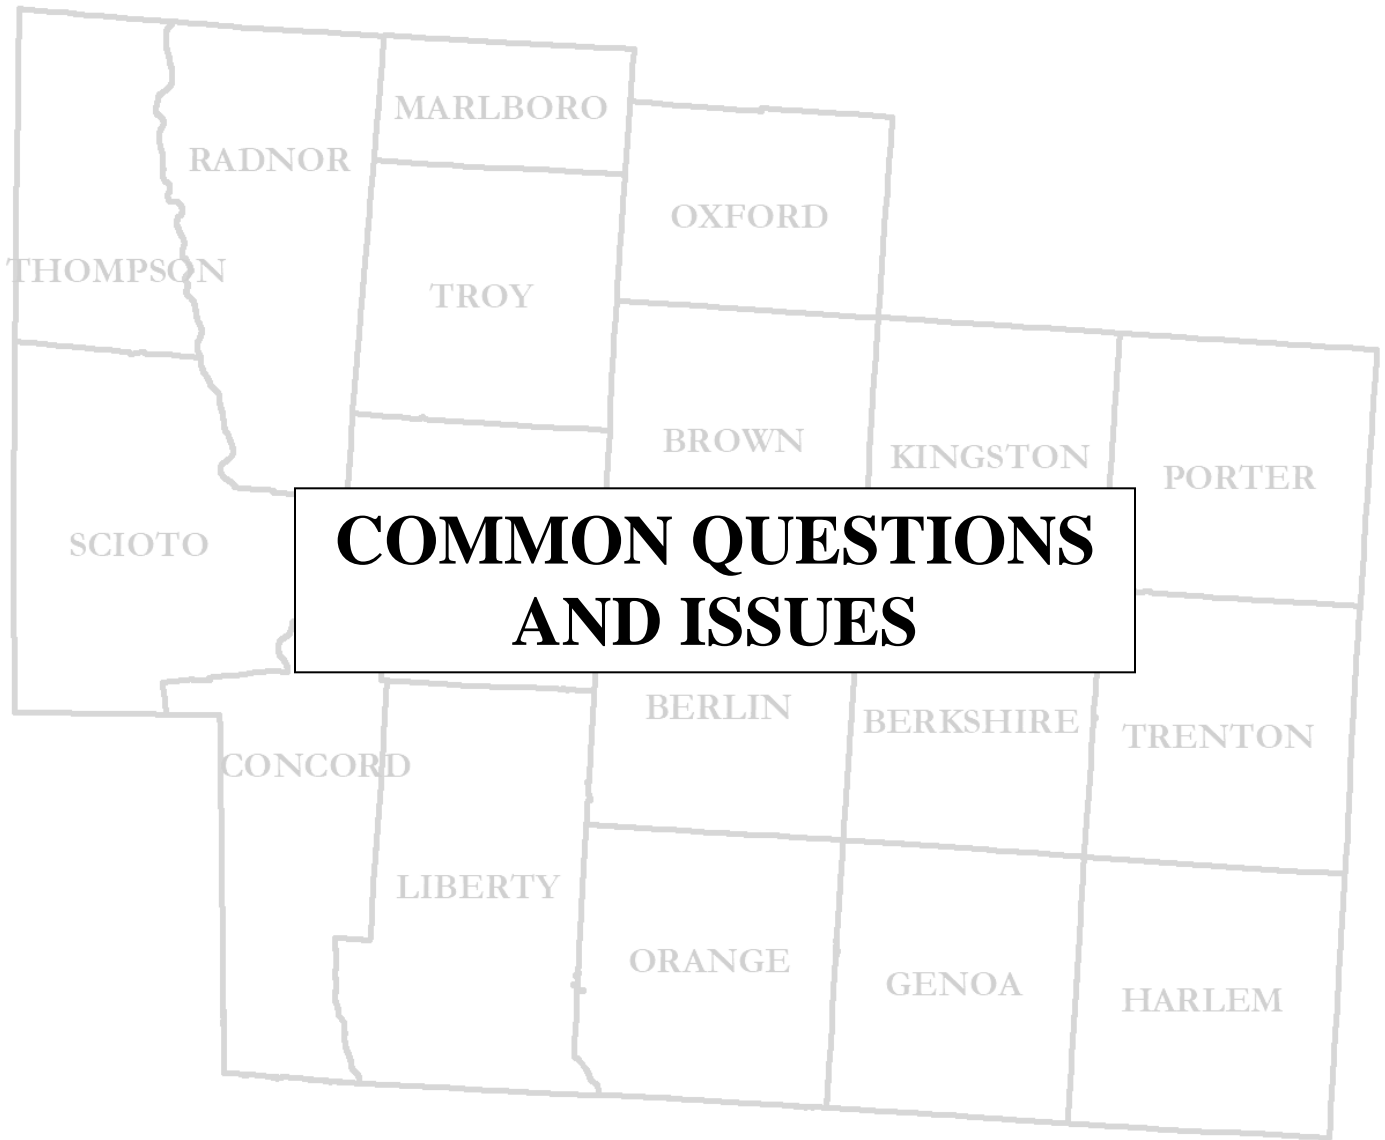 MARLBORO
RADNOR
OXFORD
THOMPSON
TROY
BROWN
KINGSTON
PORTER
SCIOTO
COMMON QUESTIONS
AND ISSUES
BERLIN
BERKSHIRE
TRENTON
CONCORD
LIBERTY
ORANGE
GENOA
HARLEM